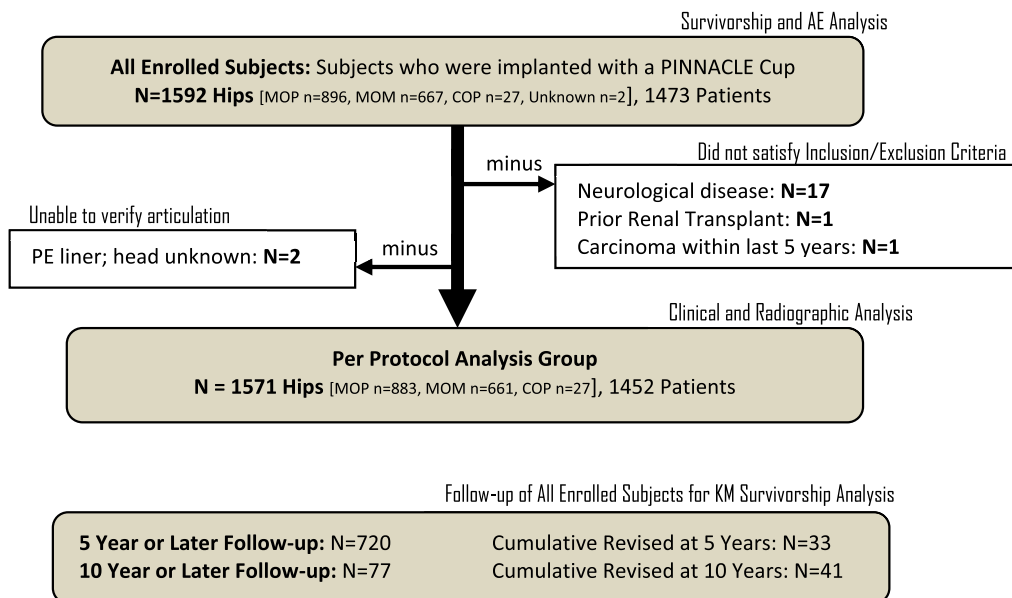 Survivorship and AE Analysis
All Enrolled Subjects: Subjects who were implanted with a PINNACLE Cup
N=1592 Hips [MOP n=896, MOM n=667, COP n=27, Unknown n=2], 1473 Patients
minus
Did not satisfy Inclusion/Exclusion Criteria
Neurological disease: N=17
Prior Renal Transplant: N=1
Carcinoma within last 5 years: N=1
Unable to verify articulation
PE liner; head unknown: N=2
minus
Clinical and Radiographic Analysis
Per Protocol Analysis Group
N = 1571 Hips [MOP n=883, MOM n=661, COP n=27], 1452 Patients
Follow-up of All Enrolled Subjects for KM Survivorship Analysis
5 Year or Later Follow-up: N=720 Cumulative Revised at 5 Years: N=33
10 Year or Later Follow-up: N=77 Cumulative Revised at 10 Years: N=41